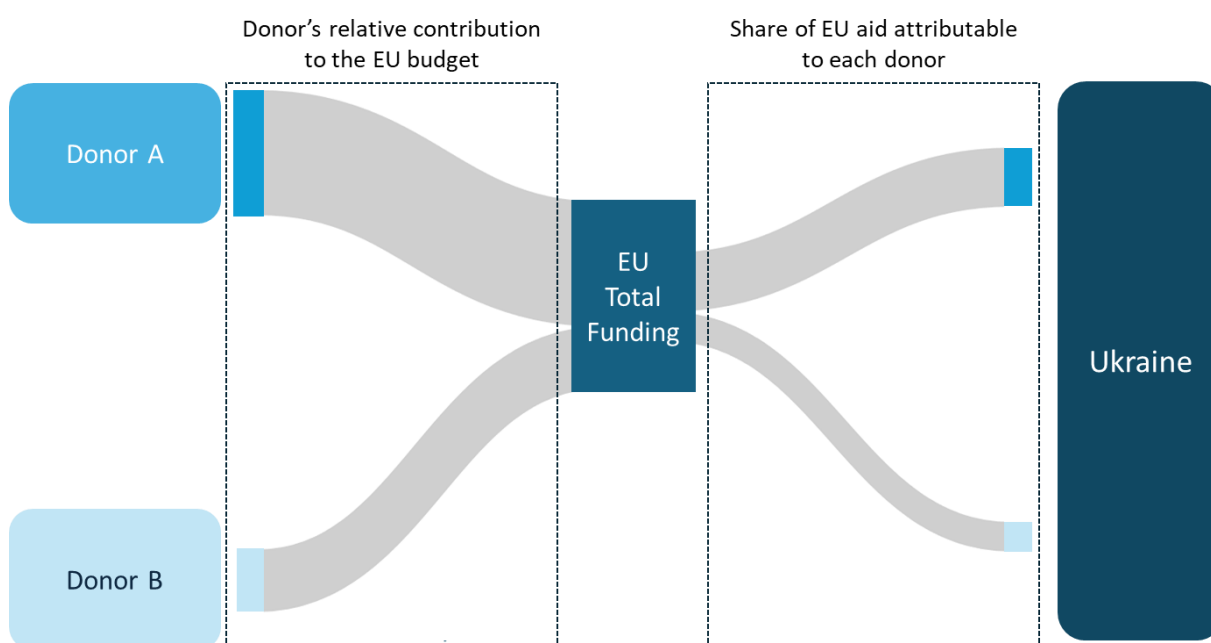 Donor’s relative contribution
to the EU budget
Share of EU aid attributable
to each donor
Donor A
EU
Total
Funding
Ukraine
Donor B